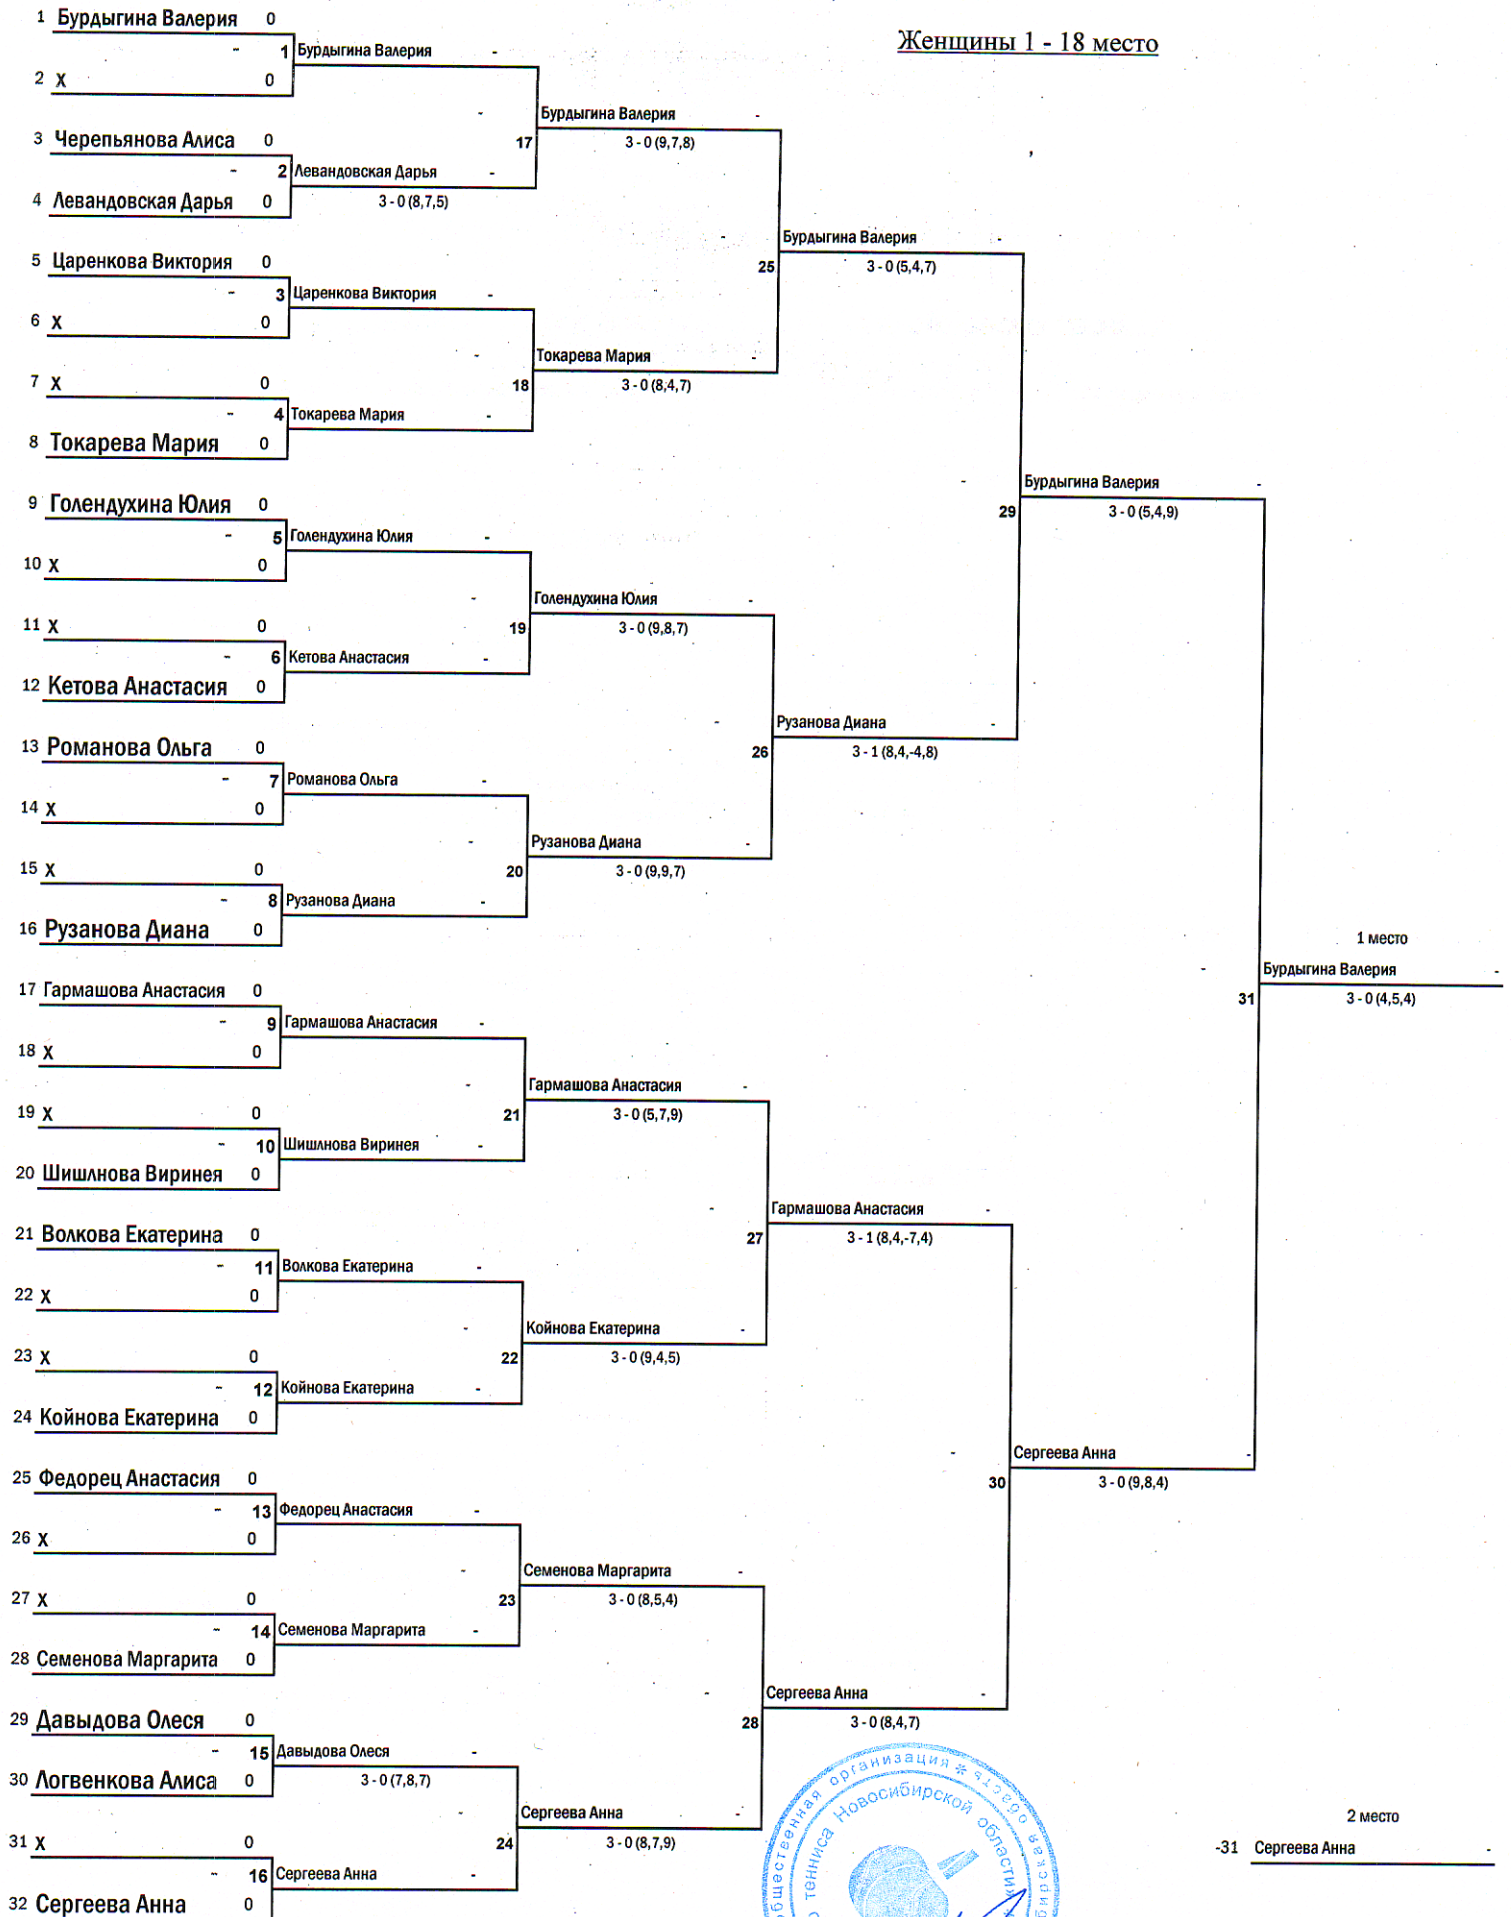 Женщины 1 - 18 место
1 Бурдыгина Валерия 0
- 1 Бурдыгина Валерия -
2 X 0
- Бурдыгина Валерия -
17 3 - 0 (9,7,8)
3 Черепьянова Алиса 0
- 2 Левандовская Дарья -
4 Левандовская Дарья 0 3 - 0 (8,7,5)
- Бурдыгина Валерия -
25 3 - 0 (5,4,7)
5 Царенкова Виктория 0
- 3 Царенкова Виктория -
6 X 0
- Токарева Мария -
18 3 - 0 (8,4,7)
7 X 0
- 4 Токарева Мария -
8 Токарева Мария 0
- Бурдыгина Валерия -
29 3 - 0 (5,4,9)
9 Голендухина Юлия 0
- 5 Голендухина Юлия -
10 X 0
- Голендухина Юлия -
19 3 - 0 (9,8,7)
11 X 0
- 6 Кетова Анастасия -
12 Кетова Анастасия 0
- Рузанова Диана -
26 3 - 1 (8,4,-4,8)
13 Романова Ольга 0
- 7 Романова Ольга -
14 X 0
- Рузанова Диана -
20 3 - 0 (9,9,7)
15 X 0
- 8 Рузанова Диана -
16 Рузанова Диана 0
1 место
- Бурдыгина Валерия -
31 3 - 0 (4,5,4)
17 Гармашова Анастасия 0
- 9 Гармашова Анастасия -
18 X 0
- Гармашова Анастасия -
21 3 - 0 (5,7,9)
19 X 0
- 10 Шишлнова Виринея -
20 Шишлнова Виринея 0
- Гармашова Анастасия -
27 3 - 1 (8,4,-7,4)
21 Волкова Екатерина 0
- 11 Волкова Екатерина -
22 X 0
- Койнова Екатерина -
22 3 - 0 (9,4,5)
23 X 0
- 12 Койнова Екатерина -
24 Койнова Екатерина 0
- Сергеева Анна -
30 3 - 0 (9,8,4)
25 Федорец Анастасия 0
- 13 Федорец Анастасия -
26 X 0
- Семенова Маргарита -
23 3 - 0 (8,5,4)
27 X 0
- 14 Семенова Маргарита -
28 Семенова Маргарита 0
- Сергеева Анна -
28 3 - 0 (8,4,7)
29 Давыдова Олеся 0
- 15 Давыдова Олеся -
30 Логвенкова Алиса 0 3 - 0 (7,8,7)
- Сергеева Анна -
24 3 - 0 (8,7,9)
31 X 0
- 16 Сергеева Анна -
32 Сергеева Анна 0
2 место
-31 Сергеева Анна -
общественная организация
тенниса Новосибирской области